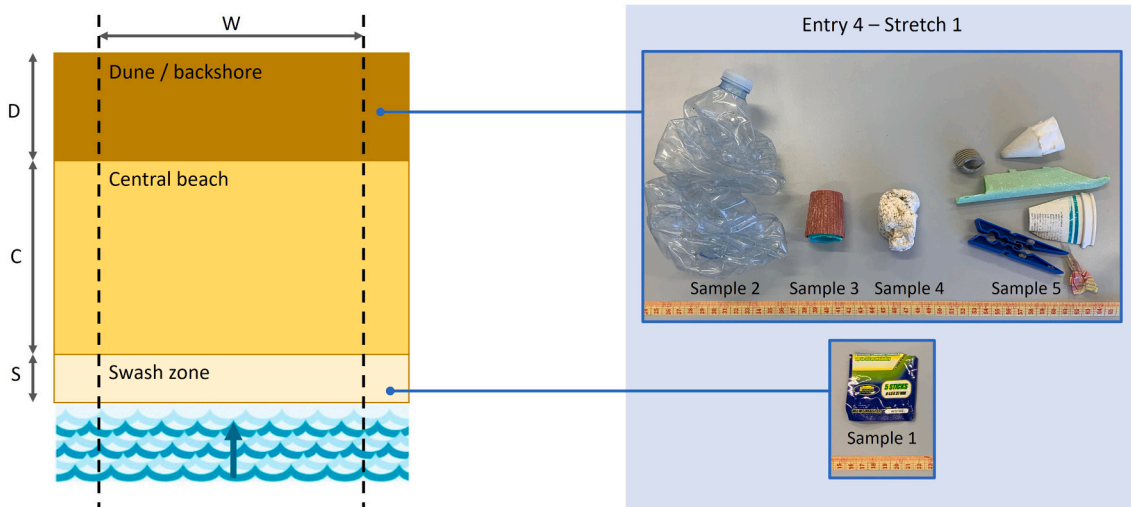 W
Entry 4 – Stretch 1
Dune / backshore
D
Central beach
C
Swash zone
S
Sample 2
Sample 3
Sample 4
Sample 5
5 STICKS
Sample 1